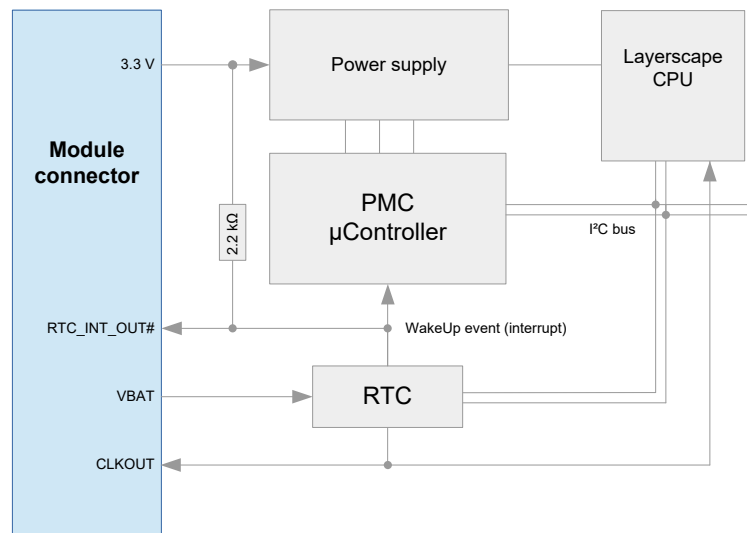 3.3 V
Power supply
Layerscape
CPU
Module
connector
PMC
µController
2.2 kΩ
I²C bus
RTC_INT_OUT#
WakeUp event (interrupt)
VBAT
RTC
CLKOUT